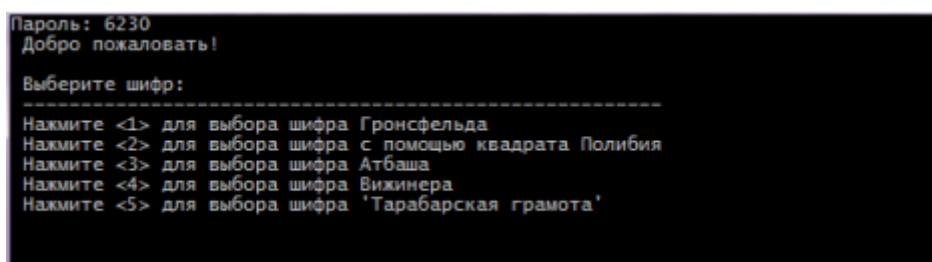 Пароль: 6230
Добро пожаловать!
Выберите шифр:
-------------------------------------------------------
Нажмите <1> для выбора шифра Гронсфельда
Нажмите <2> для выбора шифра с помощью квадрата Полибия
Нажмите <3> для выбора шифра Атбаша
Нажмите <4> для выбора шифра Вижинера
Нажмите <5> для выбора шифра 'Тарабарская грамота'